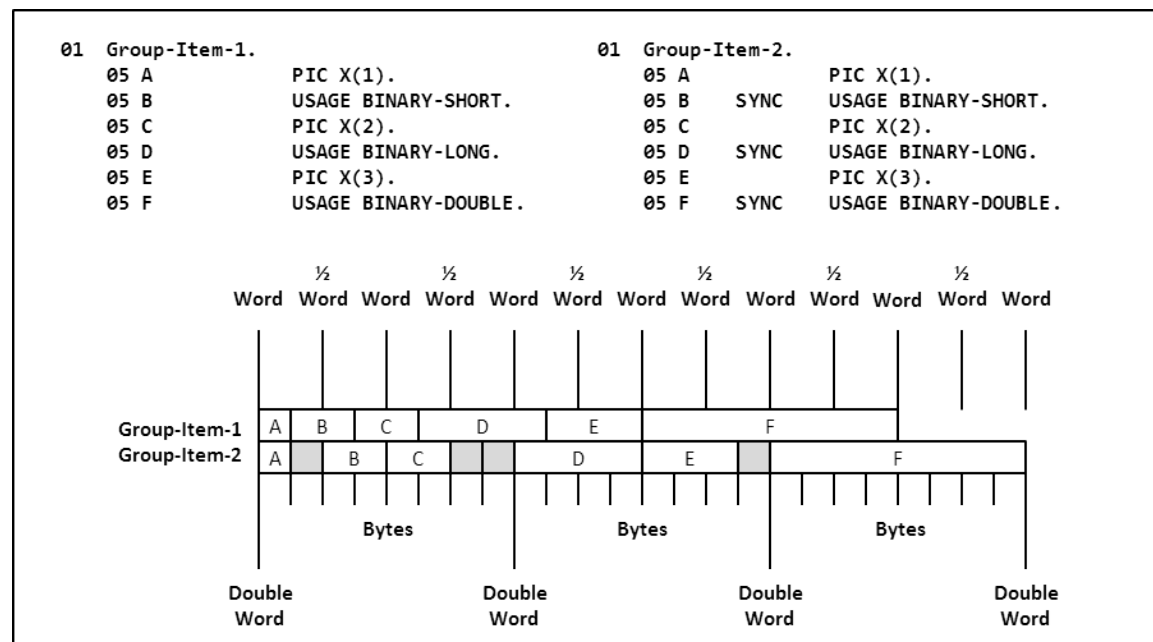 01 Group-Item-1.
05 A PIC X(1).
05 B USAGE BINARY-SHORT.
05 C PIC X(2).
05 D USAGE BINARY-LONG.
05 E PIC X(3).
05 F USAGE BINARY-DOUBLE.
01 Group-Item-2.
05 A PIC X(1).
05 B SYNC USAGE BINARY-SHORT.
05 C PIC X(2).
05 D SYNC USAGE BINARY-LONG.
05 E PIC X(3).
05 F SYNC USAGE BINARY-DOUBLE.
½ ½ ½ ½ ½ ½
Word Word Word Word Word Word Word Word Word Word Word Word Word
Group-Item-1 A B C D E F
Group-Item-2 A B C D E F
Bytes Bytes Bytes
Double Double Double Double
Word Word Word Word